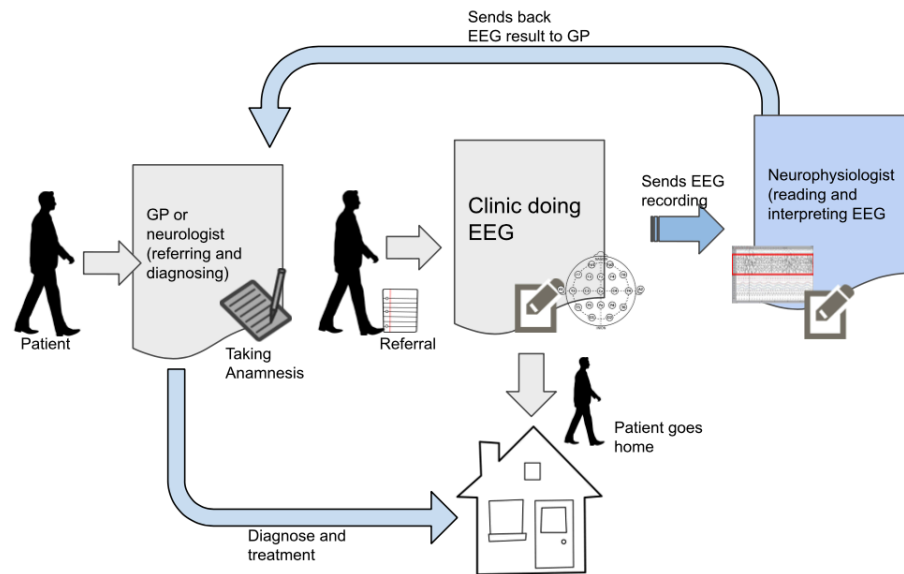 Sends back
EEG result to GP
GP or
neurologist
(referring and
diagnosing)
Clinic doing
EEG
Sends EEG
recording
Neurophysiologist
(reading and
interpreting EEG
Patient
Taking
Anamnesis
Referral
Patient goes
home
Diagnose and
treatment